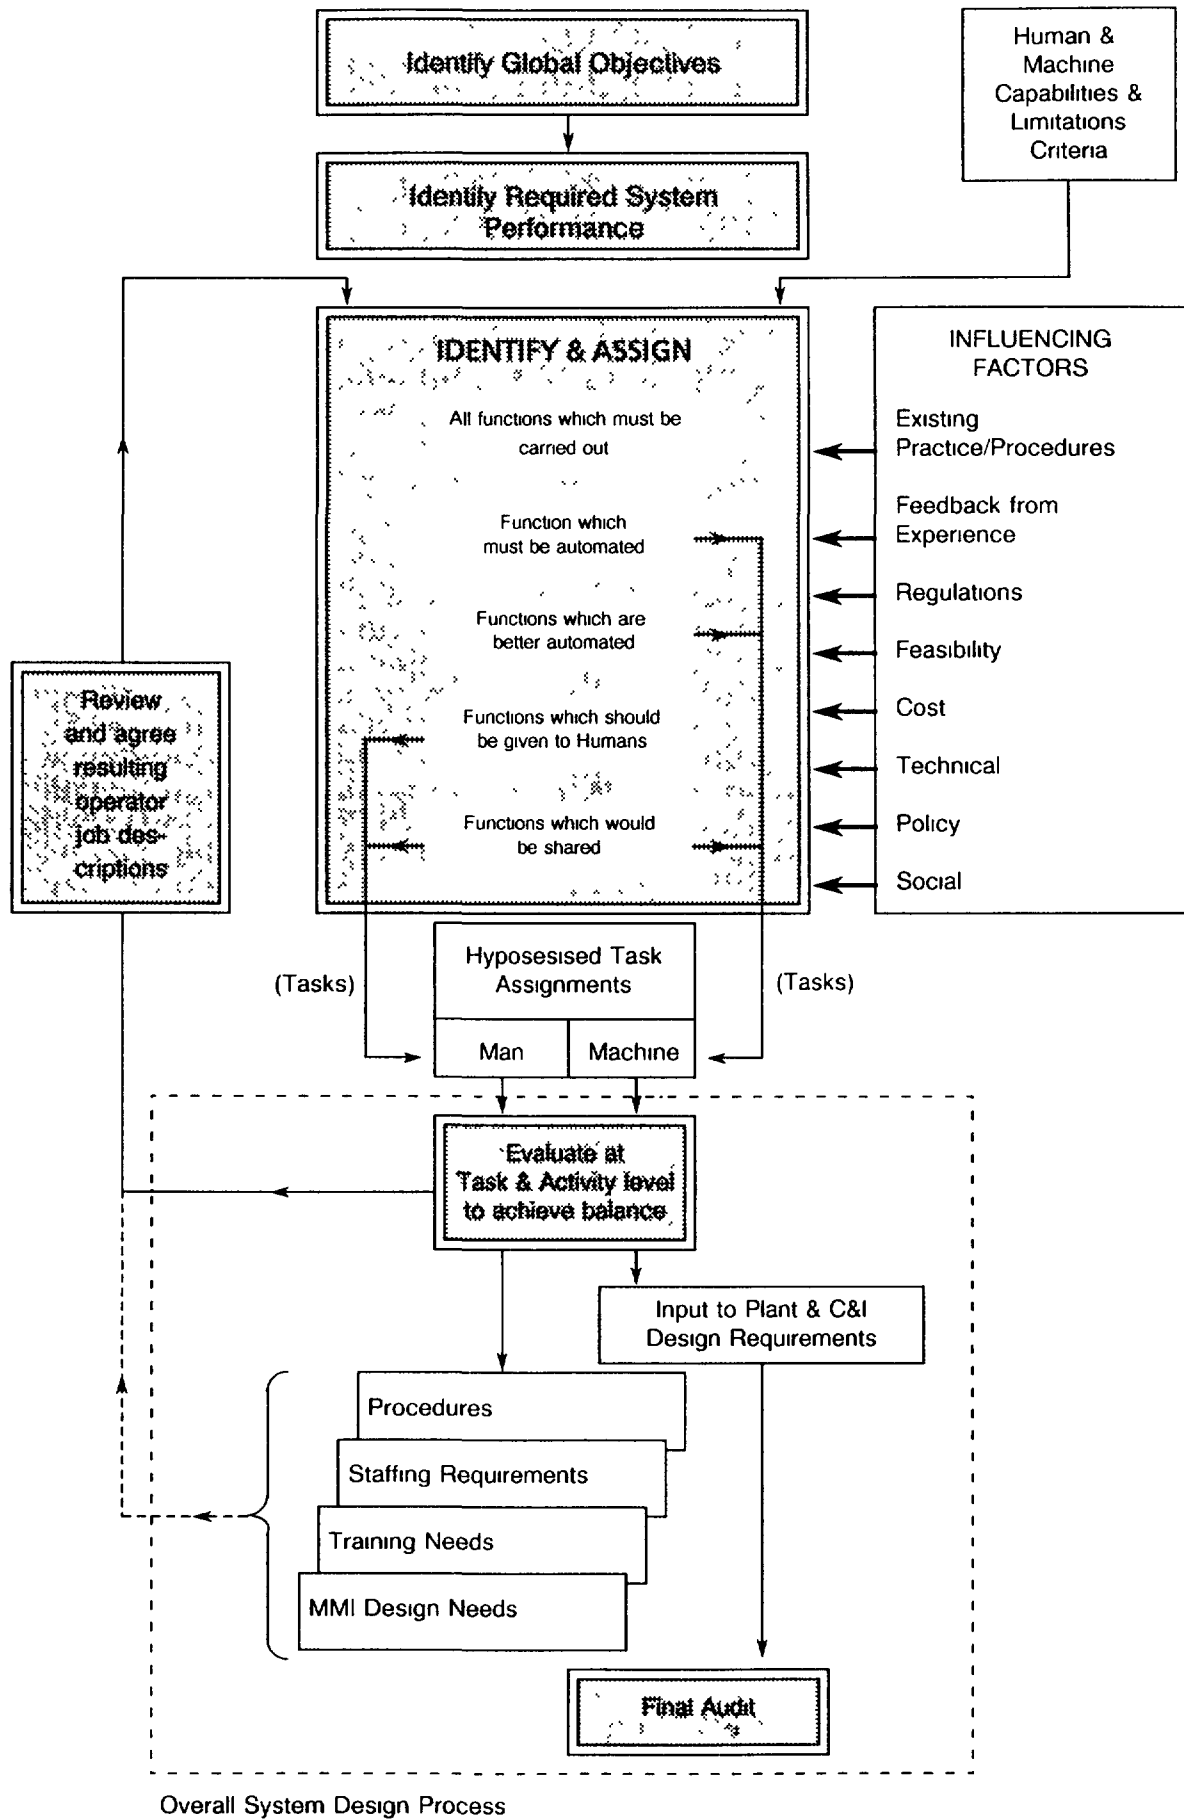 Identify Global Objectives
Human &
Machine
Capabilities &
Limitations
Criteria
Identify Required System
Performance
IDENTIFY & ASSIGN
All functions which must be
carried out
Function which
must be automated
Functions which are
better automated
Functions which should
be given to Humans
Functions which would
be shared
INFLUENCING
FACTORS
Existing
Practice/Procedures
Feedback from
Experience
Regulations
Feasibility
Cost
Technical
Policy
Social
Review
and agree
resulting
operator
job des-
criptions
(Tasks)
Hyposesised Task
Assignments
(Tasks)
Man
Machine
Evaluate at
Task & Activity level
to achieve balance
Input to Plant & C&I
Design Requirements
Procedures
Staffing Requirements
Training Needs
MMI Design Needs
Final Audit
Overall System Design Process